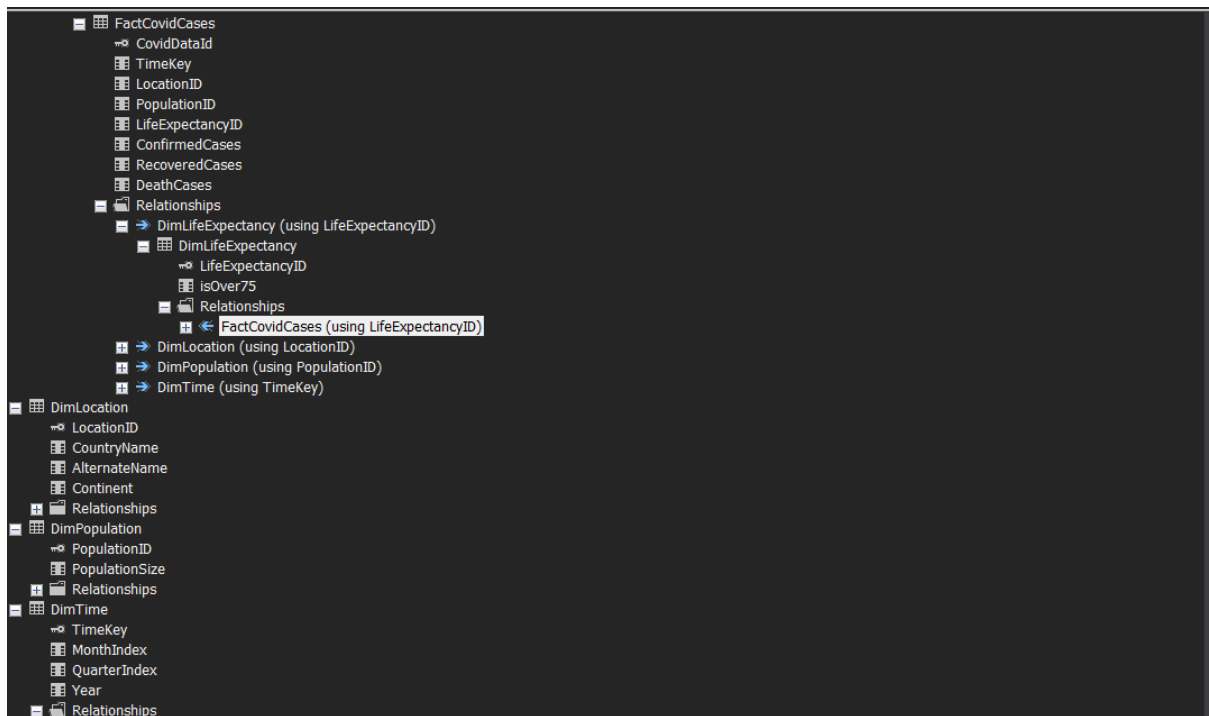 FactCovidCases
CovidDataId
TimeKey
LocationID
PopulationID
LifeExpectancyID
ConfirmedCases
RecoveredCases
DeathCases
Relationships
DimLifeExpectancy (using LifeExpectancyID)
DimLifeExpectancy
LifeExpectancyID
isOver75
Relationships
FactCovidCases (using LifeExpectancyID)
DimLocation (using LocationID)
DimPopulation (using PopulationID)
DimTime (using TimeKey)
DimLocation
LocationID
CountryName
AlternateName
Continent
Relationships
DimPopulation
PopulationID
PopulationSize
Relationships
DimTime
TimeKey
MonthIndex
QuarterIndex
Year
Relationships